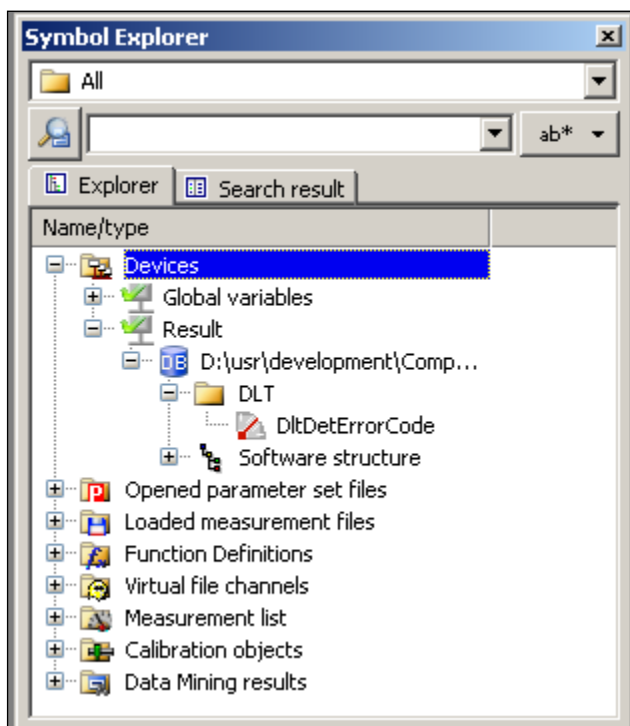 Symbol Explorer
All
ab*
Explorer
Search result
Name/type
Devices
Global variables
Result
DB D:\usr\development\Comp...
DLT
DltDetErrorCode
Software structure
Opened parameter set files
Loaded measurement files
Function Definitions
Virtual file channels
Measurement list
Calibration objects
Data Mining results